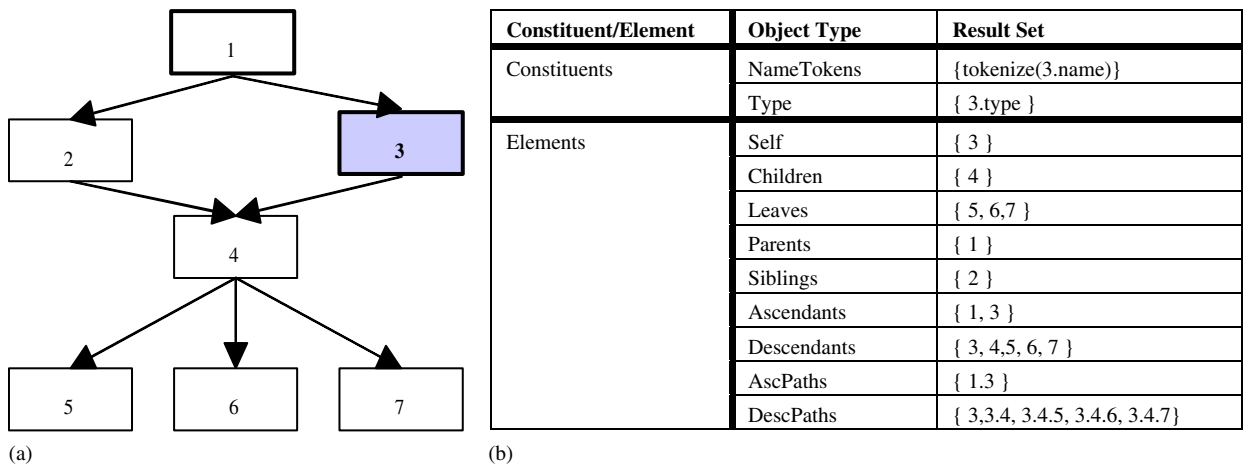 1
2
3
4
5
6
7
(a)
Constituent/Element Object Type Result Set
Constituents NameTokens {tokenize(3.name)}
Type { 3.type }
Elements Self { 3 }
Children { 4 }
Leaves { 5, 6,7 }
Parents { 1 }
Siblings { 2 }
Ascendants { 1, 3 }
Descendants { 3, 4,5, 6, 7 }
AscPaths { 1.3 }
DescPaths { 3,3.4, 3.4.5, 3.4.6, 3.4.7}
(b)